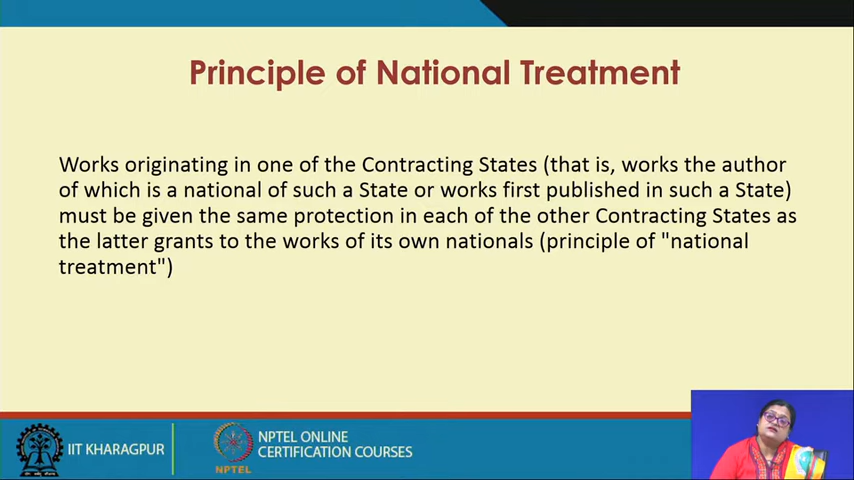 Principle of National Treatment
Works originating in one of the Contracting States (that is, works the author
of which is a national of such a State or works first published in such a State)
must be given the same protection in each of the other Contracting States as
the latter grants to the works of its own nationals (principle of "national
treatment")
IIT KHARAGPUR
NPTEL
NPTEL ONLINE
CERTIFICATION COURSES